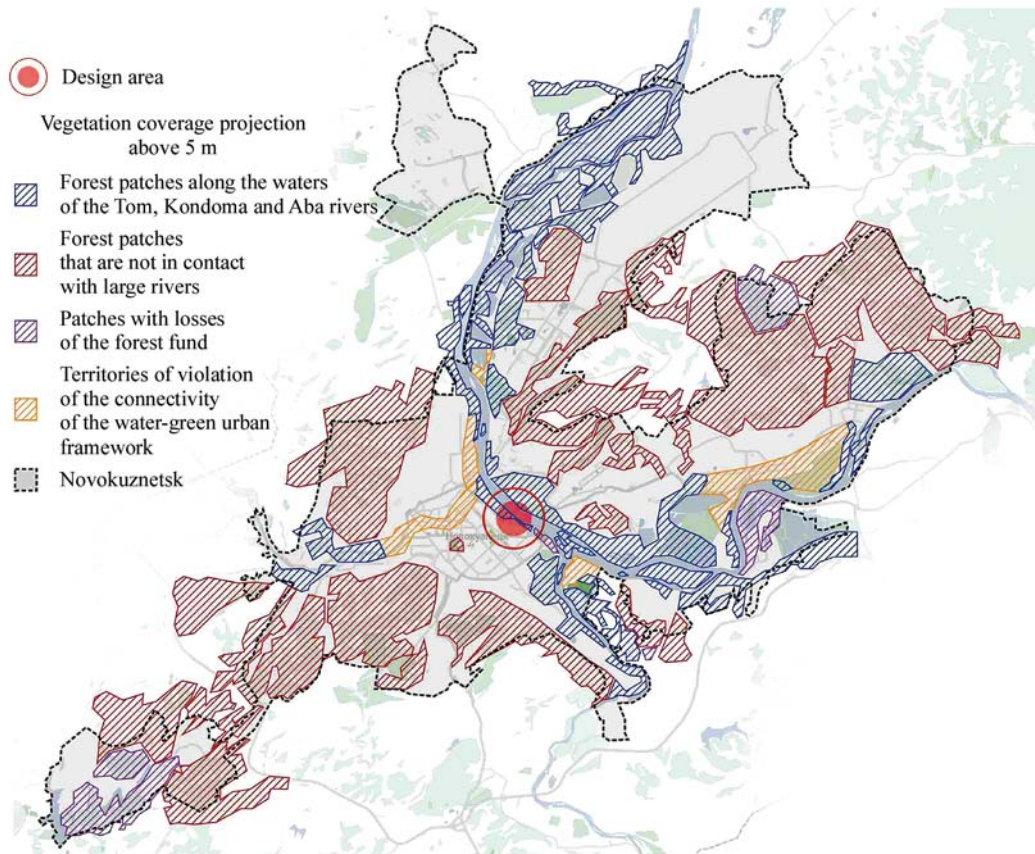 Design area
Vegetation coverage projection
above 5 m
Forest patches along the waters
of the Tom, Kondoma and Aba rivers
Forest patches
that are not in contact
with large rivers
Patches with losses
of the forest fund
Territories of violation
of the connectivity
of the water-green urban
framework
Novokuznetsk